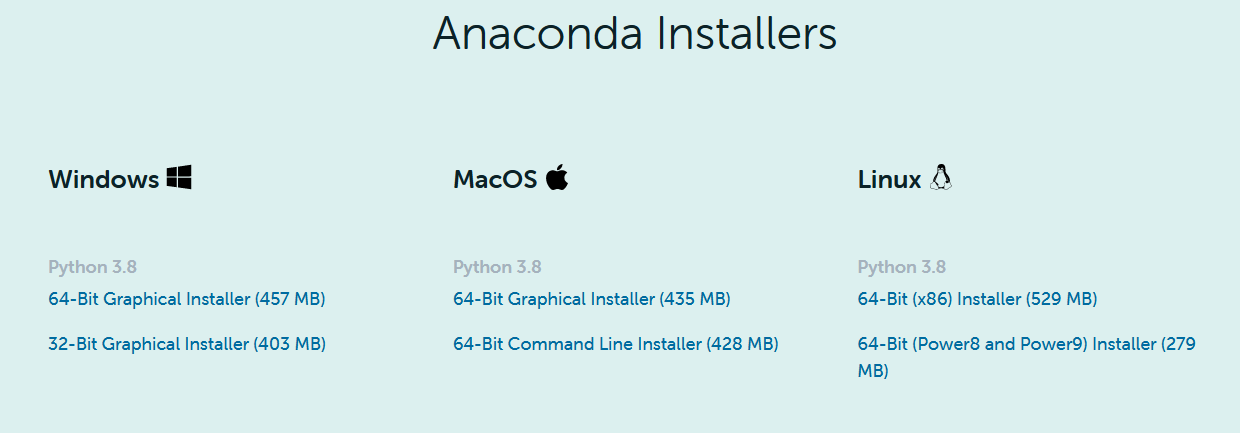 Anaconda Installers
Windows
Python 3.8
64-Bit Graphical Installer (457 MB)
32-Bit Graphical Installer (403 MB)
MacOS
Python 3.8
64-Bit Graphical Installer (435 MB)
64-Bit Command Line Installer (428 MB)
Linux
Python 3.8
64-Bit (x86) Installer (529 MB)
64-Bit (Power8 and Power9) Installer (279
MB)